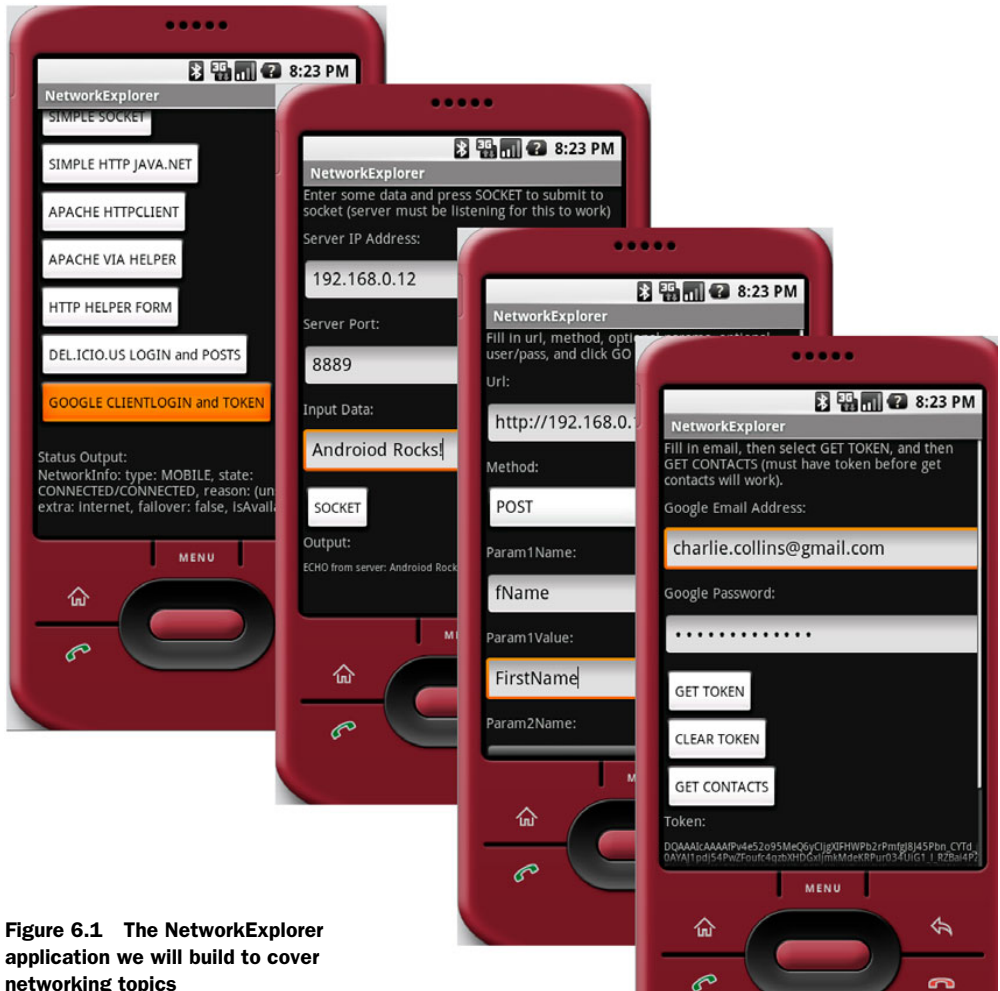 8:23 PM
NetworkExplorer
SIMPLE SOCKET
SIMPLE HTTP JAVA.NET
APACHE HTTPCLIENT
APACHE VIA HELPER
HTTP HELPER FORM
DEL.ICIO.US LOGIN and POSTS
GOOGLE CLIENTLOGIN and TOKEN
Status Output:
NetworkInfo: type: MOBILE, state:
CONNECTED/CONNECTED, reason: (un
extra: internet, failover: false, isAvail
MENU
3G 8:23 PM
NetworkExplorer
Enter some data and press SOCKET to submit to
socket (server must be listening for this to work)
Server IP Address:
192.168.0.12
Server Port:
8889
Input Data:
Androiod Rocks!
SOCKET
Output:
ECHO from server: Androiod Rock
M
3G 8:23 PM
NetworkExplorer
Fill in url, method, optional params, optional
user/pass, and click GO
Url:
http://192.168.0.
Method:
POST
Param1Name:
fName
Param1Value:
FirstName
Param2Name:
M
3G 8:23 PM
NetworkExplorer
Fill in email, then select GET TOKEN, and then
GET CONTACTS (must have token before get
contacts will work).
Google Email Address:
charlie.collins@gmail.com
Google Password:
GET TOKEN
CLEAR TOKEN
GET CONTACTS
Token:
MENU
Figure 6.1 The NetworkExplorer
application we will build to cover
networking topics